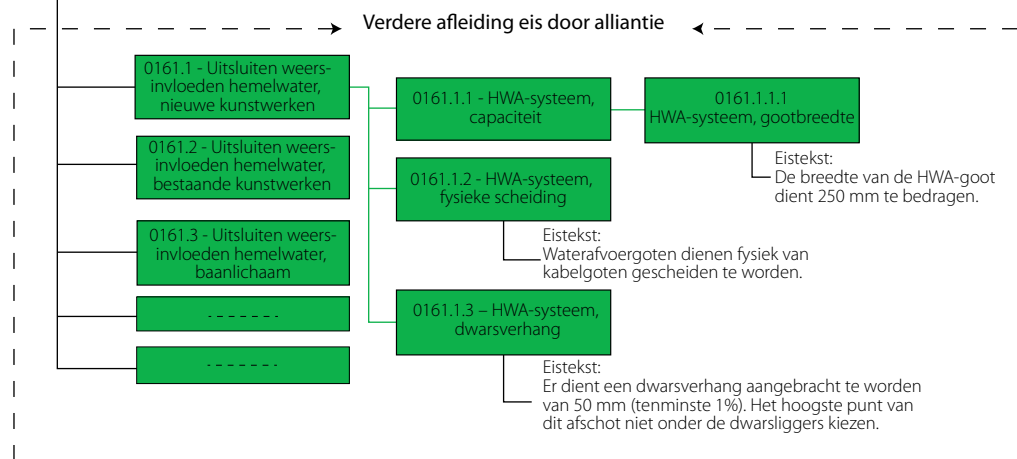 Verdere afleiding eis door alliantie
0161.1 - Uitsluiten weers-
invloeden hemelwater,
nieuwe kunstwerken
0161.2 - Uitsluiten weers-
invloeden hemelwater,
bestaande kunstwerken
0161.3 - Uitsluiten weers-
invloeden hemelwater,
baanlichaam
- - - - - -
- - - - - -
0161.1.1 - HWA-systeem,
capaciteit
0161.1.2 - HWA-systeem,
fysieke scheiding
Eistekst:
Waterafvoergoten dienen fysiek van
kabelgoten gescheiden te worden.
0161.1.3 – HWA-systeem,
dwarsverhang
Eistekst:
Er dient een dwarsverhang aangebracht te worden
van 50 mm (tenminste 1%). Het hoogste punt van
dit afschot niet onder de dwarsliggers kiezen.
0161.1.1.1
HWA-systeem, gootbreedte
Eistekst:
De breedte van de HWA-goot
dient 250 mm te bedragen.